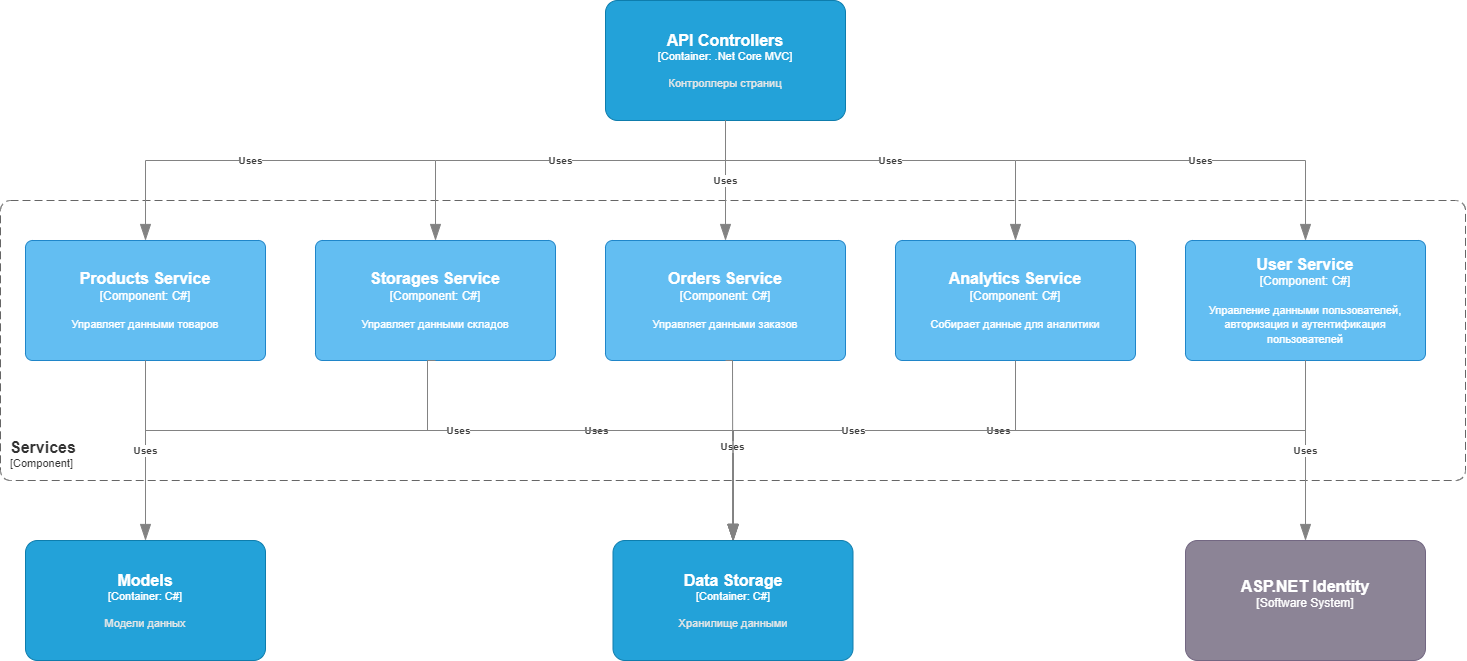 API Controllers
[Container: .Net Core MVC]
Контроллеры страниц
Uses
Uses
Uses
Uses
Uses
Products Service
[Component: C#]
Управляет данными товаров
Storages Service
[Component: C#]
Управляет данными складов
Orders Service
[Component: C#]
Управляет данными заказов
Analytics Service
[Component: C#]
Собирает данные для аналитики
User Service
[Component: C#]
Управление данными пользователей,
авторизация и аутентификация
пользователей
Uses
Uses
Uses
Uses
Uses
Uses
Uses
Services
[Component]
Models
[Container: C#]
Модели данных
Data Storage
[Container: C#]
Хранилище данными
ASP.NET Identity
[Software System]